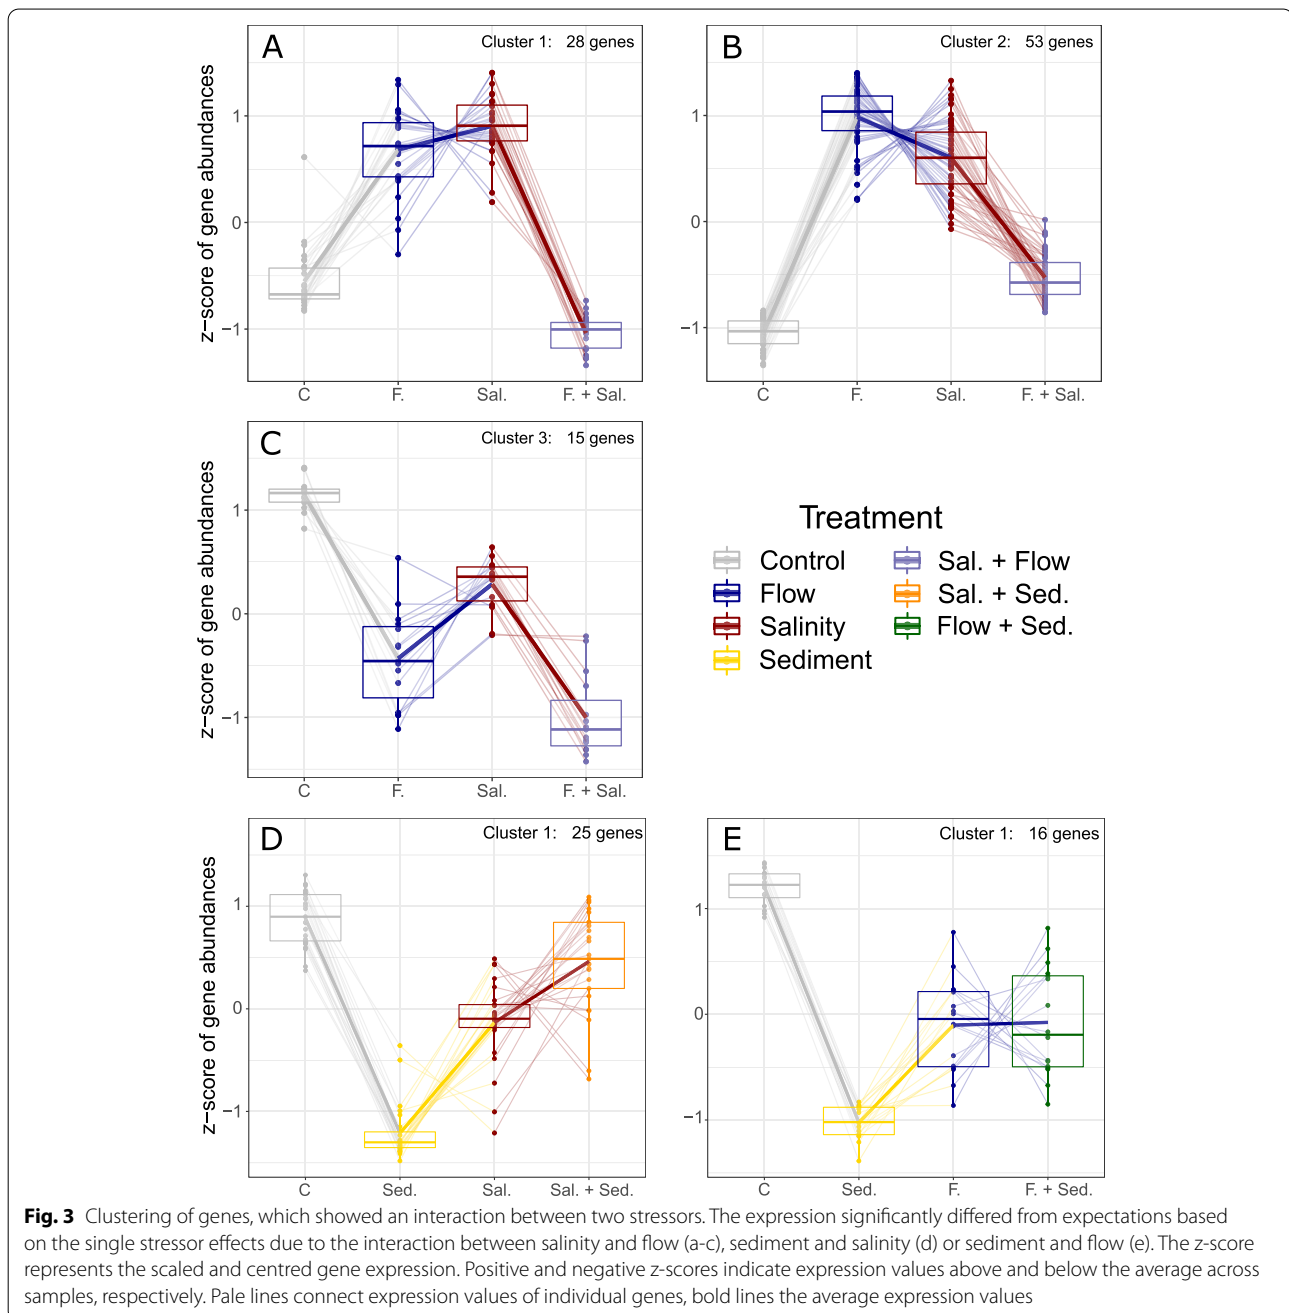 A
Cluster 1: 28 genes
z−score of gene abundances
1
0
−1
C F. Sal. F. + Sal.
B
Cluster 2: 53 genes
1
0
−1
C F. Sal. F. + Sal.
C
Cluster 3: 15 genes
z−score of gene abundances
1
0
−1
C F. Sal. F. + Sal.
Treatment
Control
Flow
Salinity
Sediment
Sal. + Flow
Sal. + Sed.
Flow + Sed.
D
Cluster 1: 25 genes
z−score of gene abundances
1
0
−1
C Sed. Sal. Sal. + Sed.
E
Cluster 1: 16 genes
1
0
−1
C Sed. F. F. + Sed.
Fig. 3 Clustering of genes, which showed an interaction between two stressors. The expression significantly differed from expectations based
on the single stressor effects due to the interaction between salinity and flow (a-c), sediment and salinity (d) or sediment and flow (e). The z-score
represents the scaled and centred gene expression. Positive and negative z-scores indicate expression values above and below the average across
samples, respectively. Pale lines connect expression values of individual genes, bold lines the average expression values